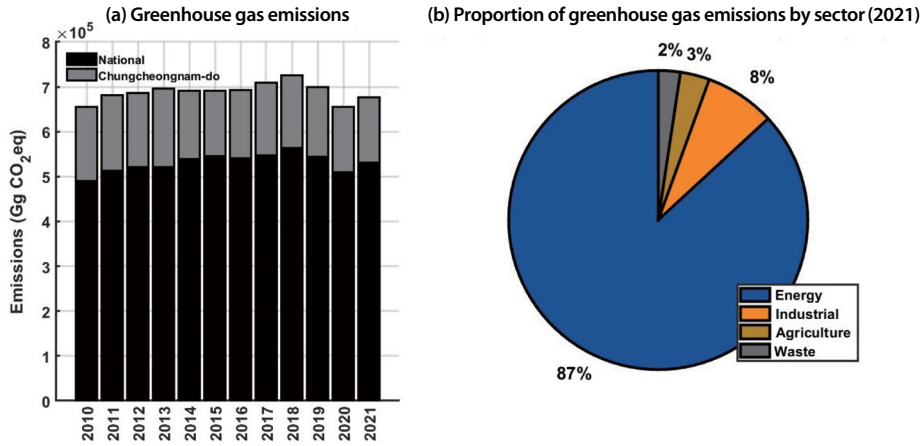 (a) Greenhouse gas emissions
×10⁵
8
7
6
5
4
3
2
1
0
Emissions (Gg CO₂eq)
National
Chungcheongnam-do
2010
2011
2012
2013
2014
2015
2016
2017
2018
2019
2020
2021
(b) Proportion of greenhouse gas emissions by sector (2021)
2%
3%
8%
87%
Energy
Industrial
Agriculture
Waste